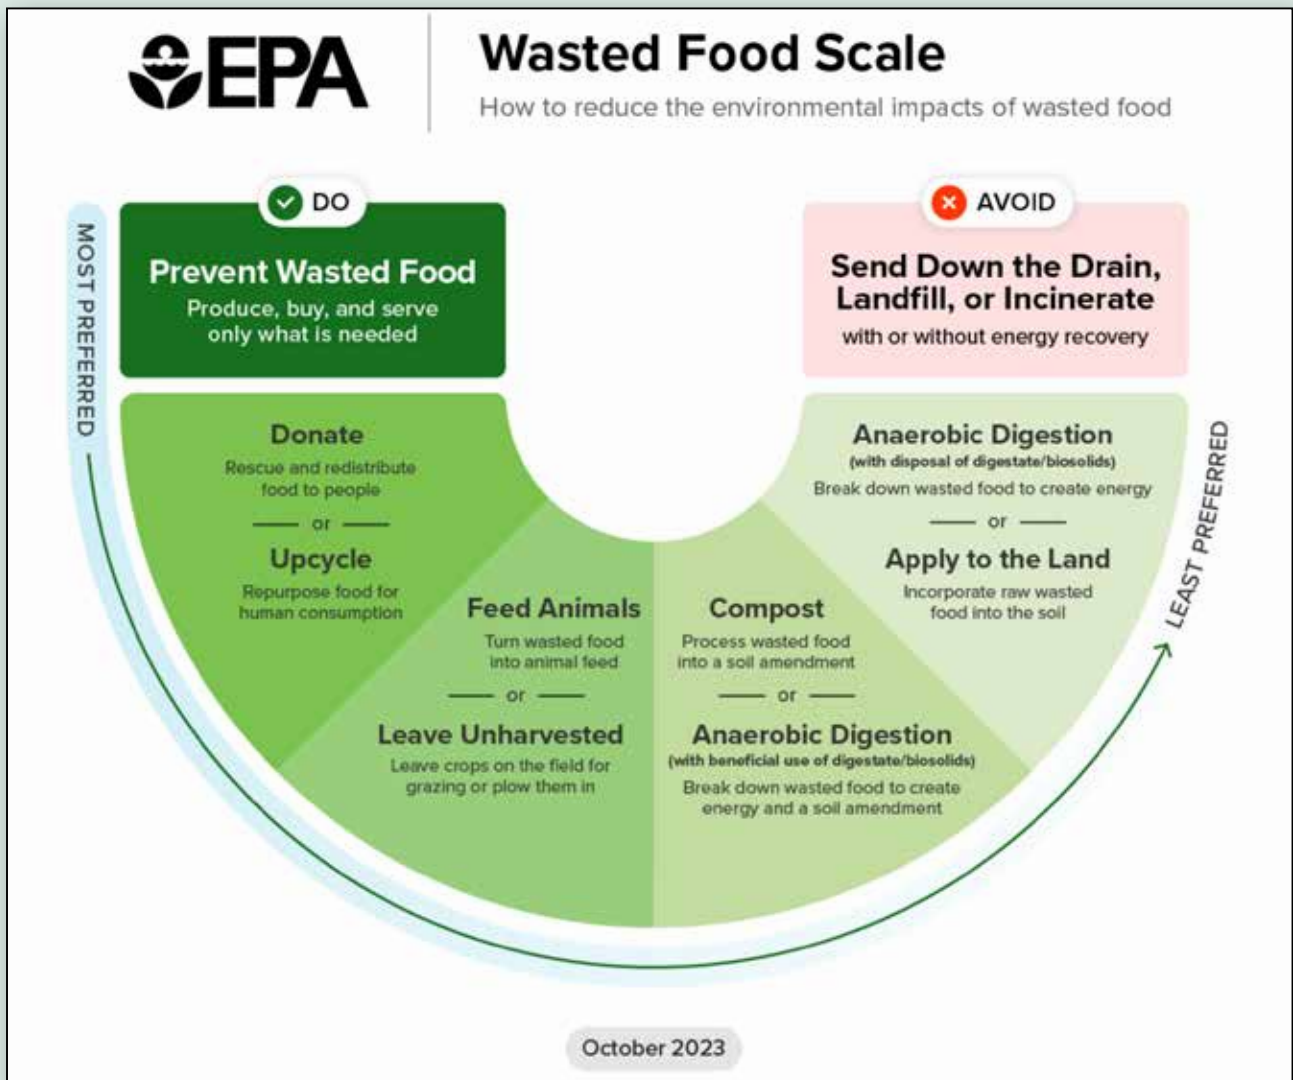 EPA
Wasted Food Scale
How to reduce the environmental impacts of wasted food
DO
AVOID
MOST PREFERRED
Prevent Wasted Food
Produce, buy, and serve
only what is needed
Send Down the Drain,
Landfill, or Incinerate
with or without energy recovery
Donate
Rescue and redistribute
food to people
or
Upcycle
Repurpose food for
human consumption
Feed Animals
Turn wasted food
into animal feed
or
Leave Unharvested
Leave crops on the field for
grazing or plow them in
Compost
Process wasted food
into a soil amendment
or
Anaerobic Digestion
(with beneficial use of digestate/biosolids)
Break down wasted food to create
energy and a soil amendment
Anaerobic Digestion
(with disposal of digestate/biosolids)
Break down wasted food to create energy
or
Apply to the Land
Incorporate raw wasted
food into the soil
LEAST PREFERRED
October 2023